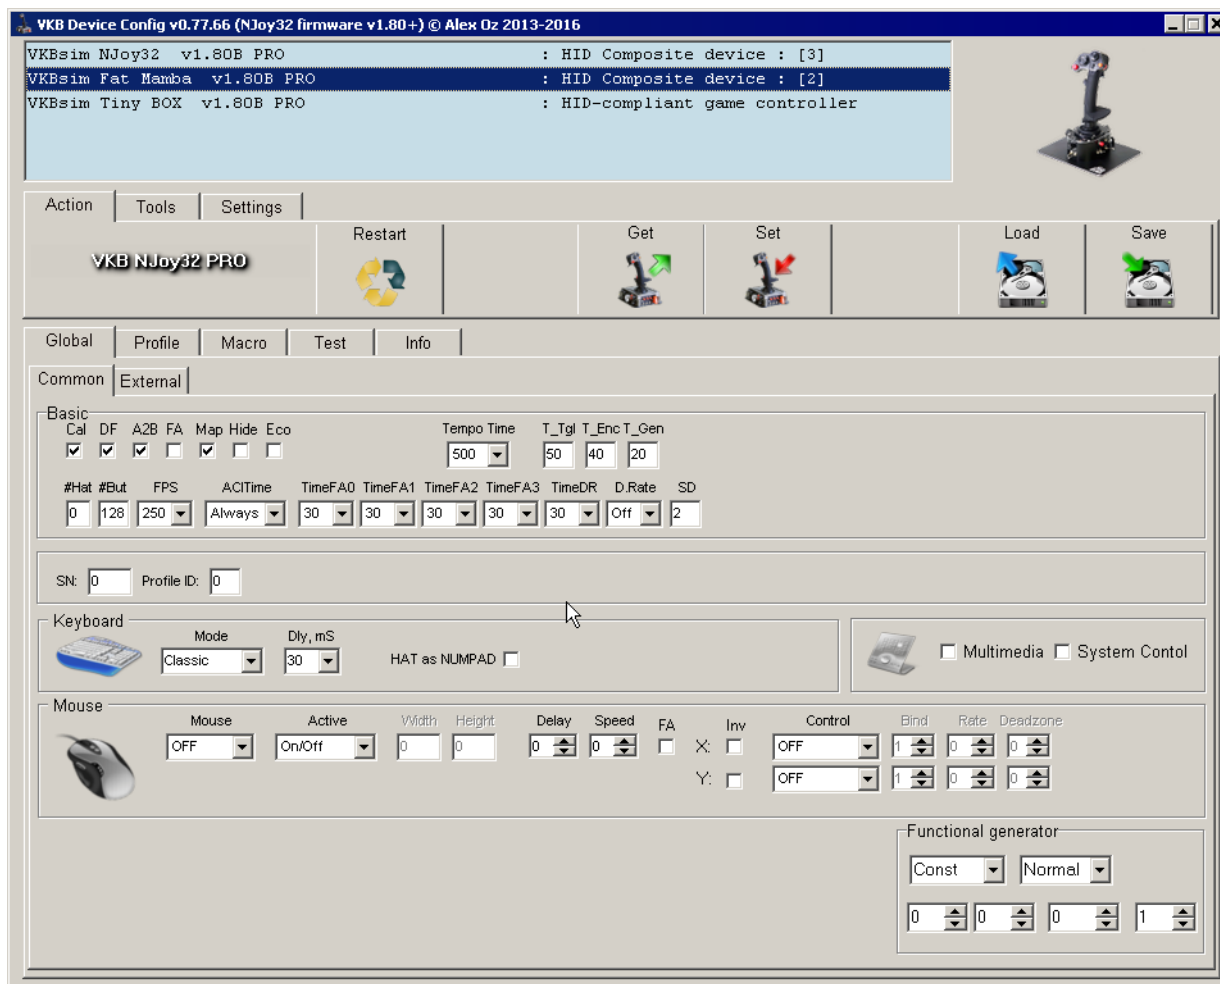 VKB Device Config v0.77.66 (NJoy32 firmware v1.80+) © Alex Oz 2013-2016
VKBsim NJoy32 v1.80B PRO : HID Composite device : [3]
VKBsim Fat Mamba v1.80B PRO : HID Composite device : [2]
VKBsim Tiny BOX v1.80B PRO : HID-compliant game controller
Action Tools Settings
Restart Get Set Load Save
VKB NJoy32 PRO
Global Profile Macro Test Info
Common External
Basic
Cal DF A2B FA Map Hide Eco Tempo Time T_Tgl T_Enc T_Gen
500 50 40 20
#Hat #But FPS ACITime TimeFA0 TimeFA1 TimeFA2 TimeFA3 TimeDR D.Rate SD
0 128 250 Always 30 30 30 30 30 Off 2
SN: 0 Profile ID: 0
Keyboard
Mode Dly, mS
Classic 30 HAT as NUMPAD
Multimedia System Contol
Mouse
Mouse Active Width Height Delay Speed FA Inv Control Bind Rate Deadzone
OFF On/Off 0 0 0 0 X: OFF 1 0 0
Y: OFF 1 0 0
Functional generator
Const Normal
0 0 0 1